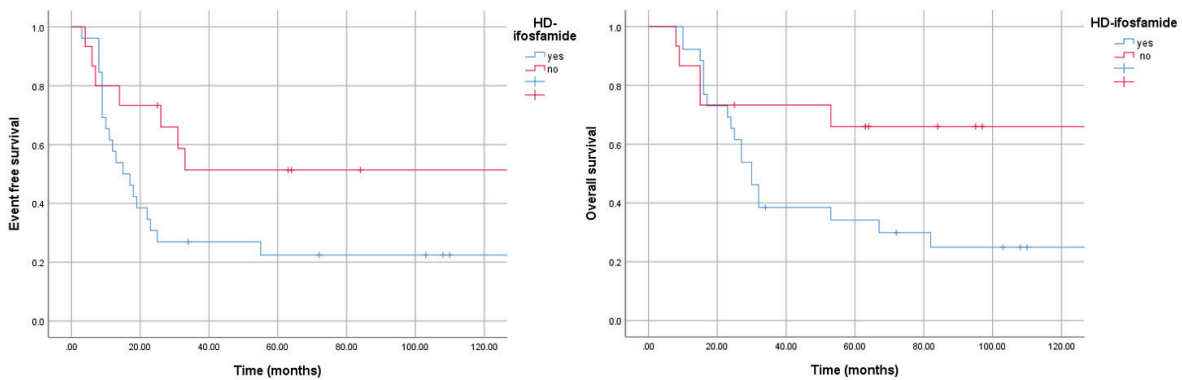 HD-
ifosfamide
yes
no
1.0
0.8
0.6
0.4
0.2
0.0
Event free survival
.00 20.00 40.00 60.00 80.00 100.00 120.00
Time (months)
HD-ifosfamide
yes
no
1.0
0.8
0.6
0.4
0.2
0.0
Overall survival
.00 20.00 40.00 60.00 80.00 100.00 120.00
Time (months)